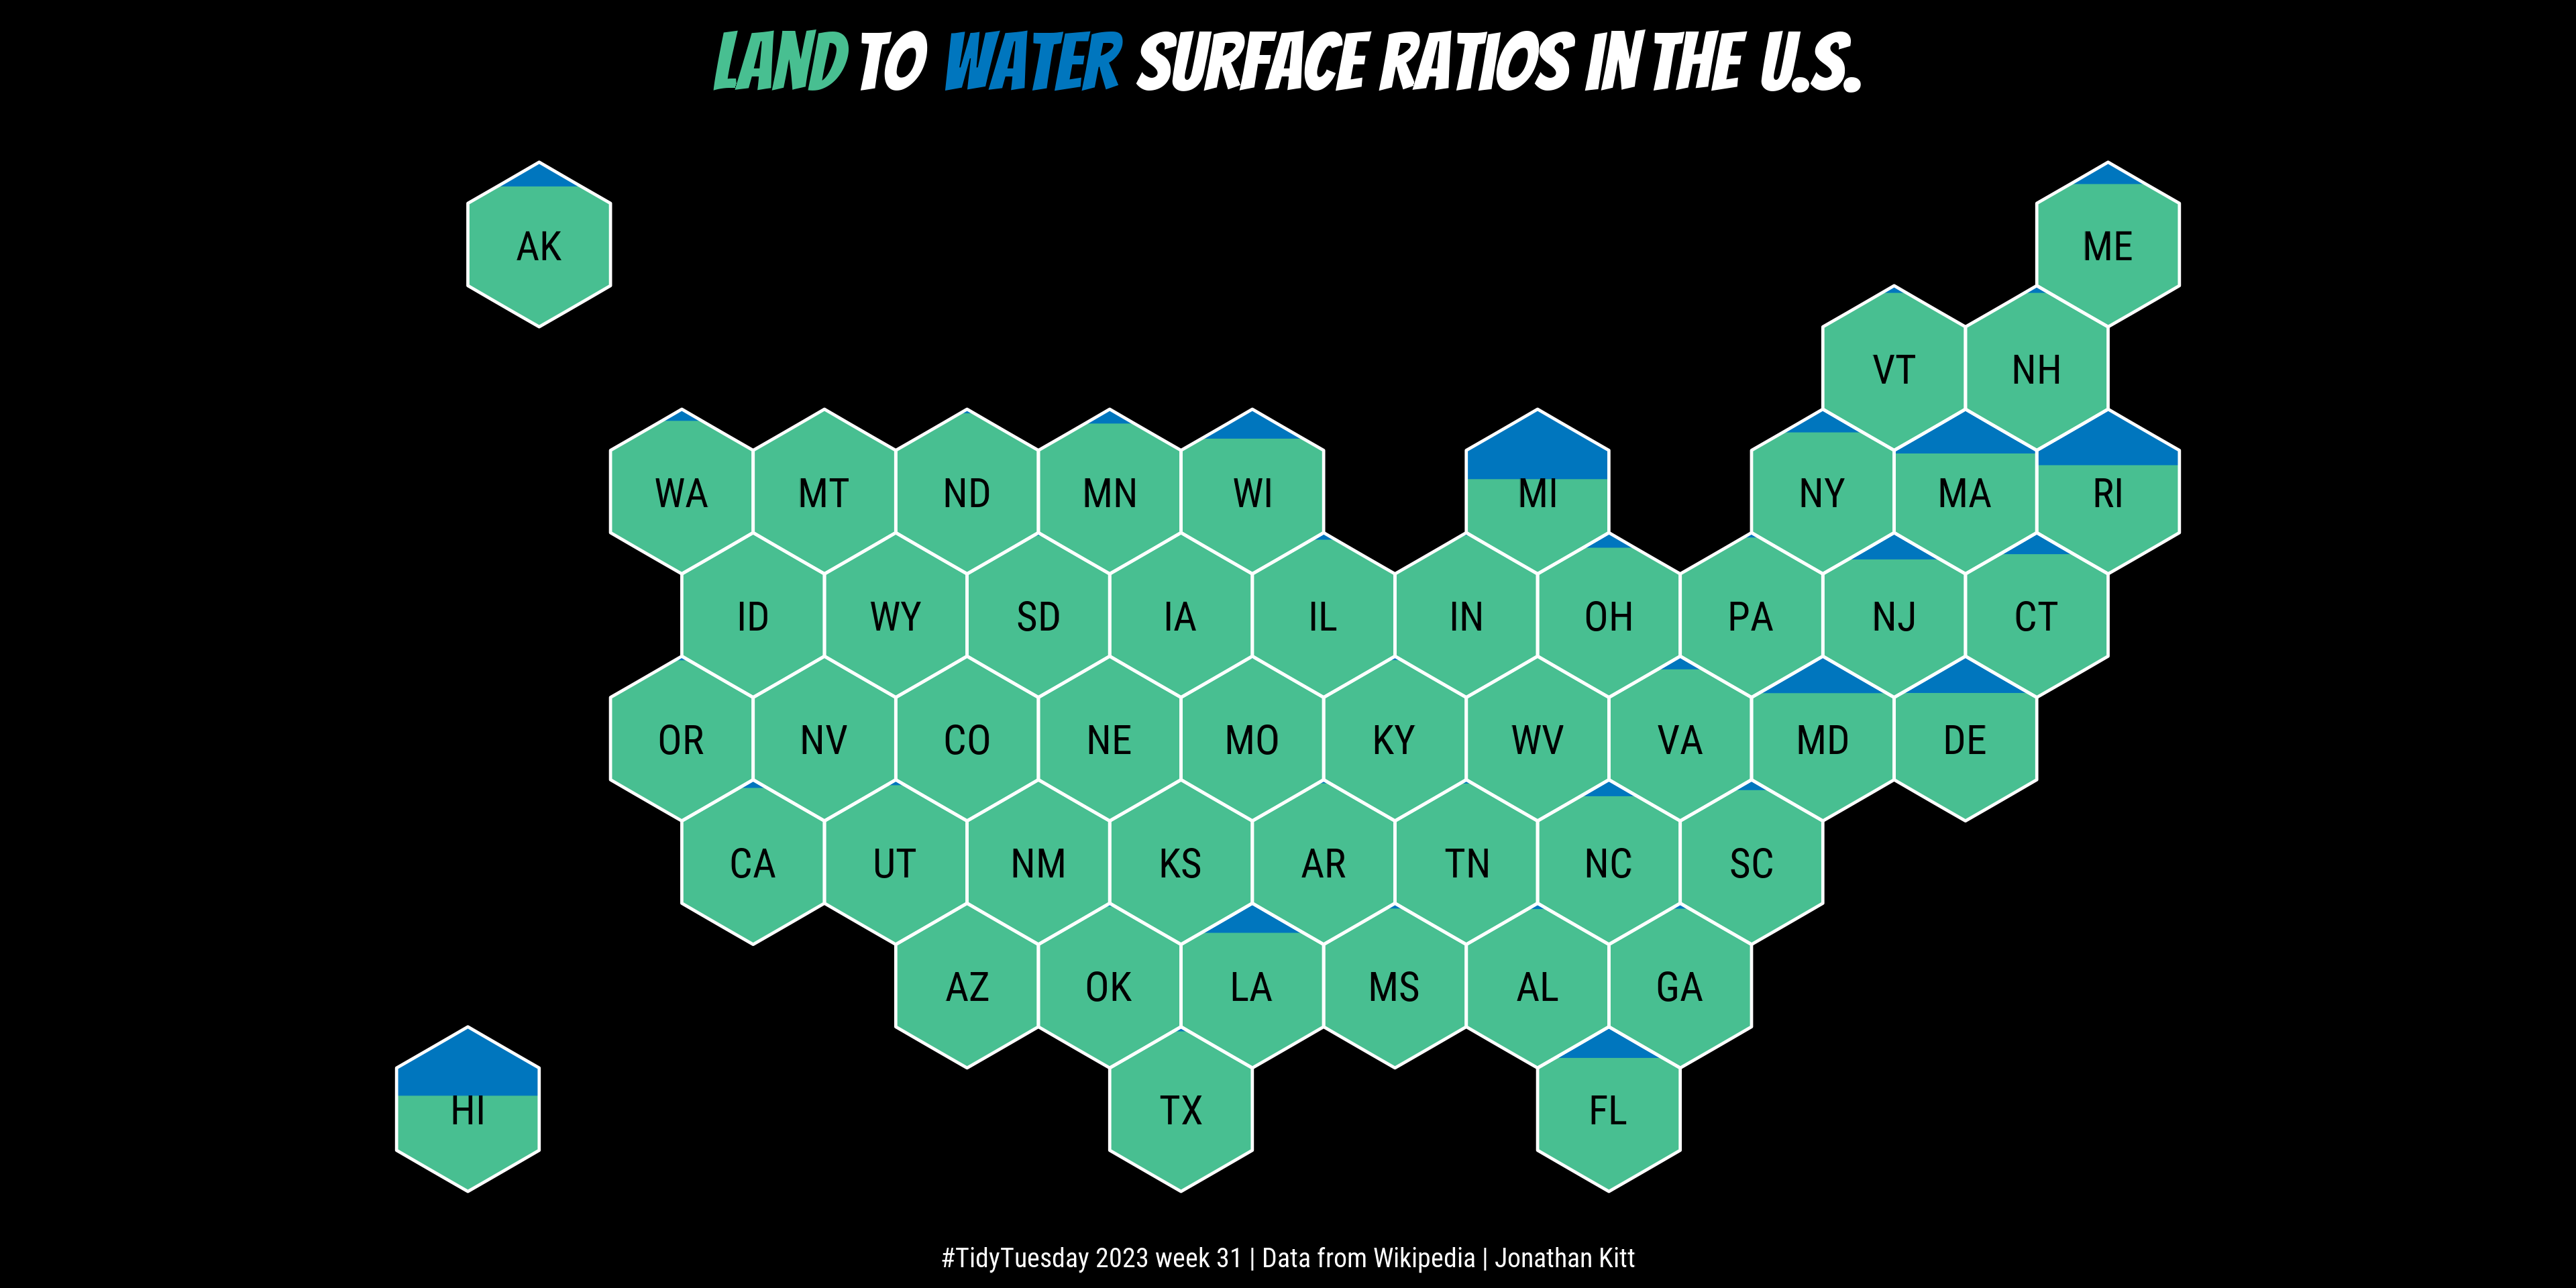 LAND TO WATER SURFACE RATIOS IN THE U.S.
AK
ME
VT NH
WA MT ND MN WI MI NY MA RI
ID WY SD IA IL IN OH PA NJ CT
OR NV CO NE MO KY WV VA MD DE
CA UT NM KS AR TN NC SC
AZ OK LA MS AL GA
HI TX FL
#TidyTuesday 2023 week 31 | Data from Wikipedia | Jonathan Kitt